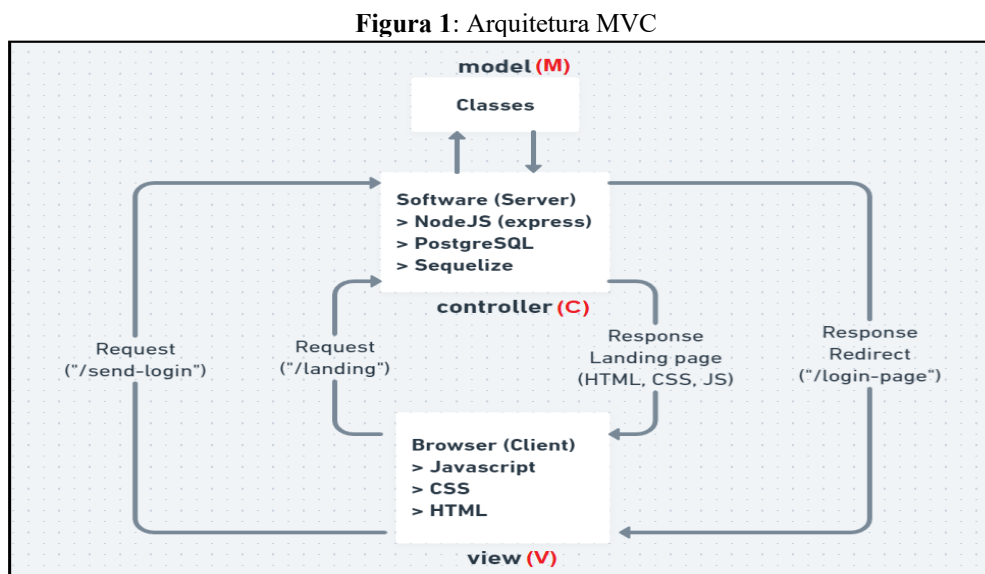 Figura 1: Arquitetura MVC
model (M)
Classes
Software (Server)
> NodeJS (express)
> PostgreSQL
> Sequelize
controller (C)
Request
("/send-login")
Request
("/landing")
Response
Landing page
(HTML, CSS, JS)
Response
Redirect
("/login-page")
Browser (Client)
> Javascript
> CSS
> HTML
view (V)